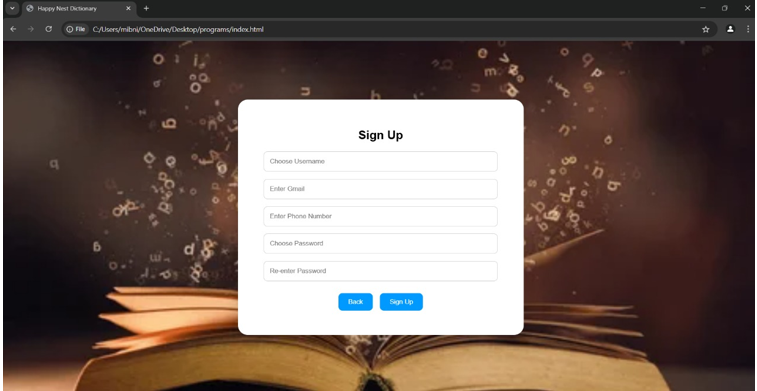 Happy Nest Dictionary
File C:/Users/mibni/OneDrive/Desktop/programs/index.html
Sign Up
Choose Username
Enter Gmail
Enter Phone Number
Choose Password
Re-enter Password
Back Sign Up